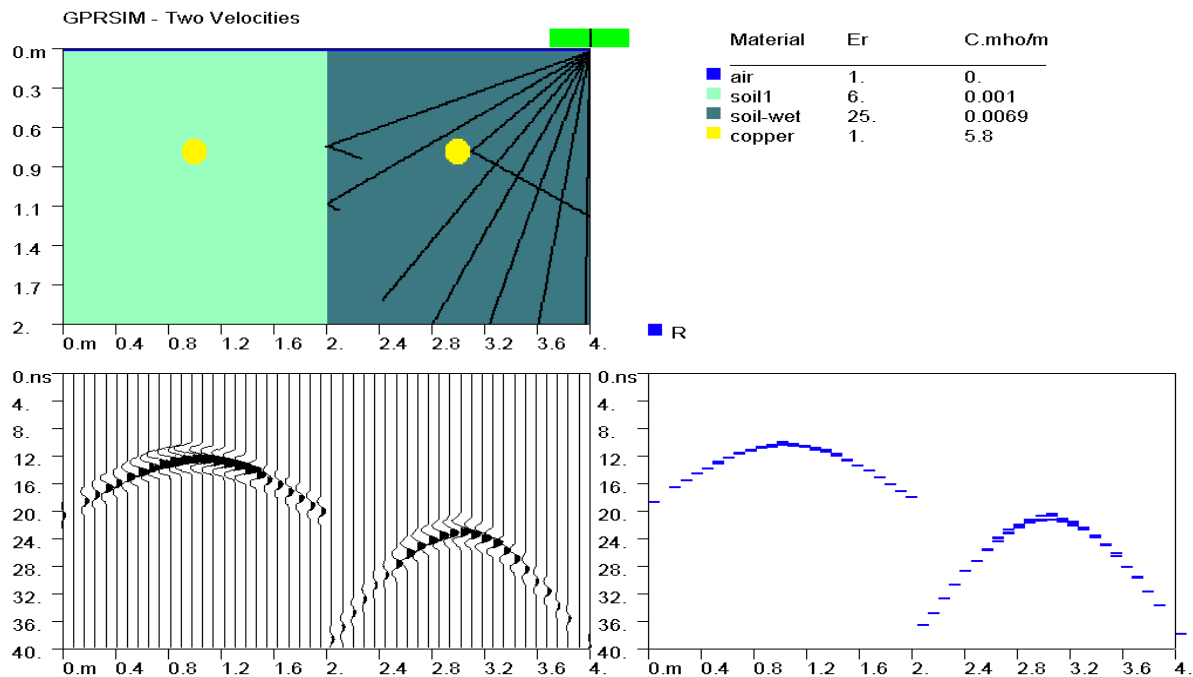 GPRSIM - Two Velocities
Material Er C.mho/m
air 1. 0.
soil1 6. 0.001
soil-wet 25. 0.0069
copper 1. 5.8
0.m
0.3
0.6
0.9
1.1
1.4
1.7
2.
0.m 0.4 0.8 1.2 1.6 2. 2.4 2.8 3.2 3.6 4.
R
0.ns
4.
8.
12.
16.
20.
24.
28.
32.
36.
40.
0.m 0.4 0.8 1.2 1.6 2. 2.4 2.8 3.2 3.6 4.
0.ns
4.
8.
12.
16.
20.
24.
28.
32.
36.
40.
0.m 0.4 0.8 1.2 1.6 2. 2.4 2.8 3.2 3.6 4.